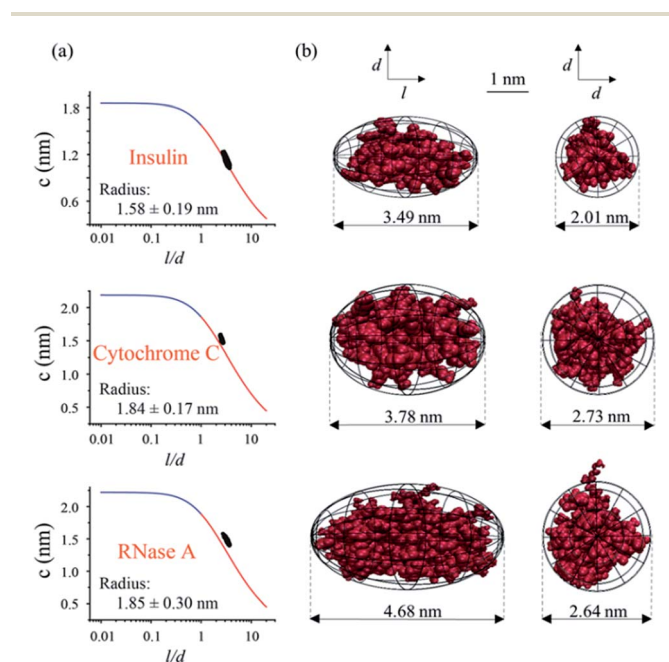 (a)
(b)
d
l
1 nm
d
d
c (nm)
1.8
1.2
0.6
Insulin
Radius:
1.58 ± 0.19 nm
0.01 0.1 1 10
l/d
3.49 nm
2.01 nm
c (nm)
2.0
1.5
1.0
0.5
Cytochrome C
Radius:
1.84 ± 0.17 nm
0.01 0.1 1 10
l/d
3.78 nm
2.73 nm
c (nm)
2.0
1.5
1.0
0.5
RNase A
Radius:
1.85 ± 0.30 nm
0.01 0.1 1 10
l/d
4.68 nm
2.64 nm